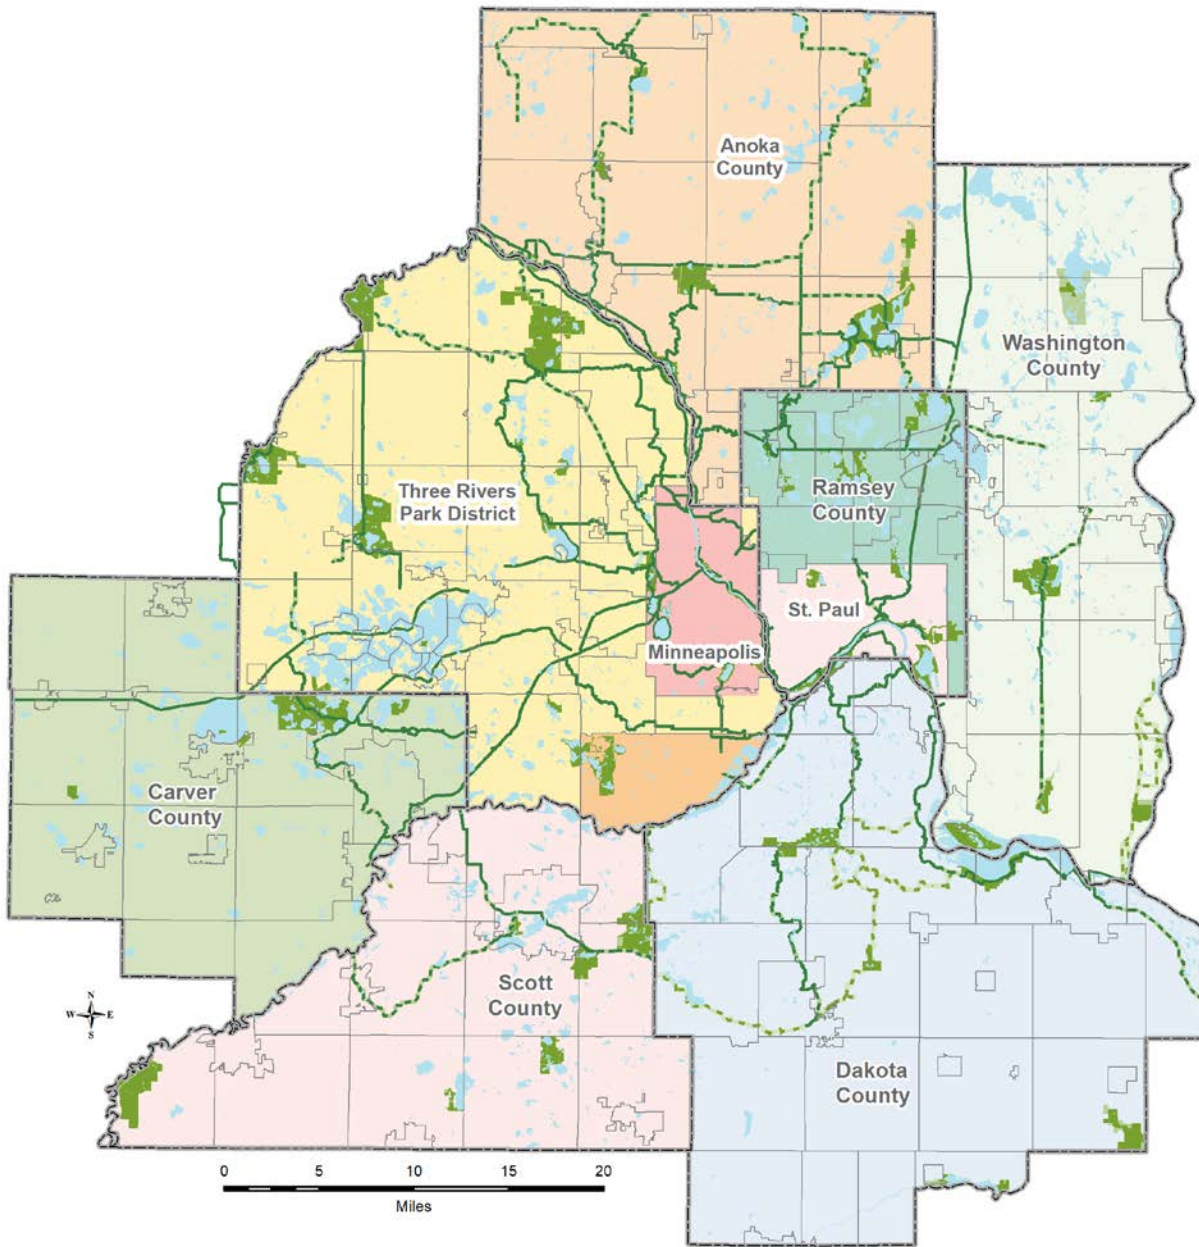 Anoka
County
Washington
County
Three Rivers
Park District
Ramsey
County
St. Paul
Minneapolis
Carver
County
Scott
County
N
W E
S
Dakota
County
0 5 10 15 20
Miles